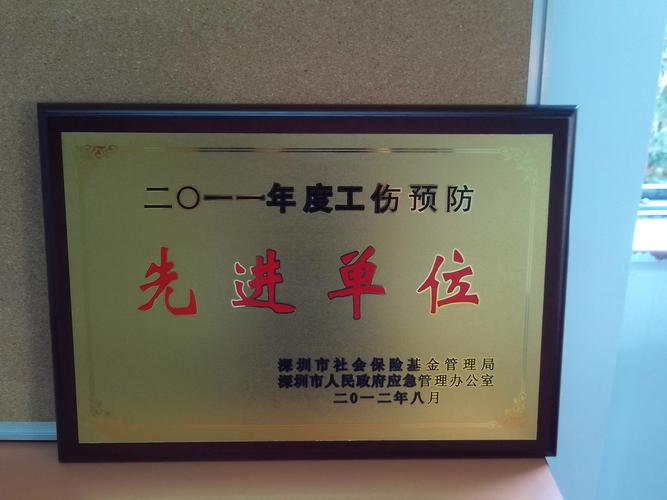 二〇一一年度工伤预防
先进单位
深圳市社会保险基金管理局
深圳市人民政府应急管理办公室
二0一二年八月